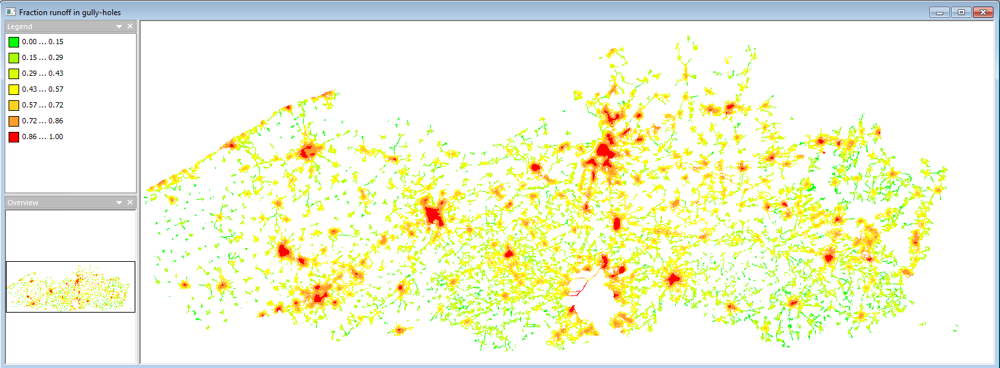 Fraction runoff in gully-holes
Legend
0.00 ... 0.15
0.15 ... 0.29
0.29 ... 0.43
0.43 ... 0.57
0.57 ... 0.72
0.72 ... 0.86
0.86 ... 1.00
Overview